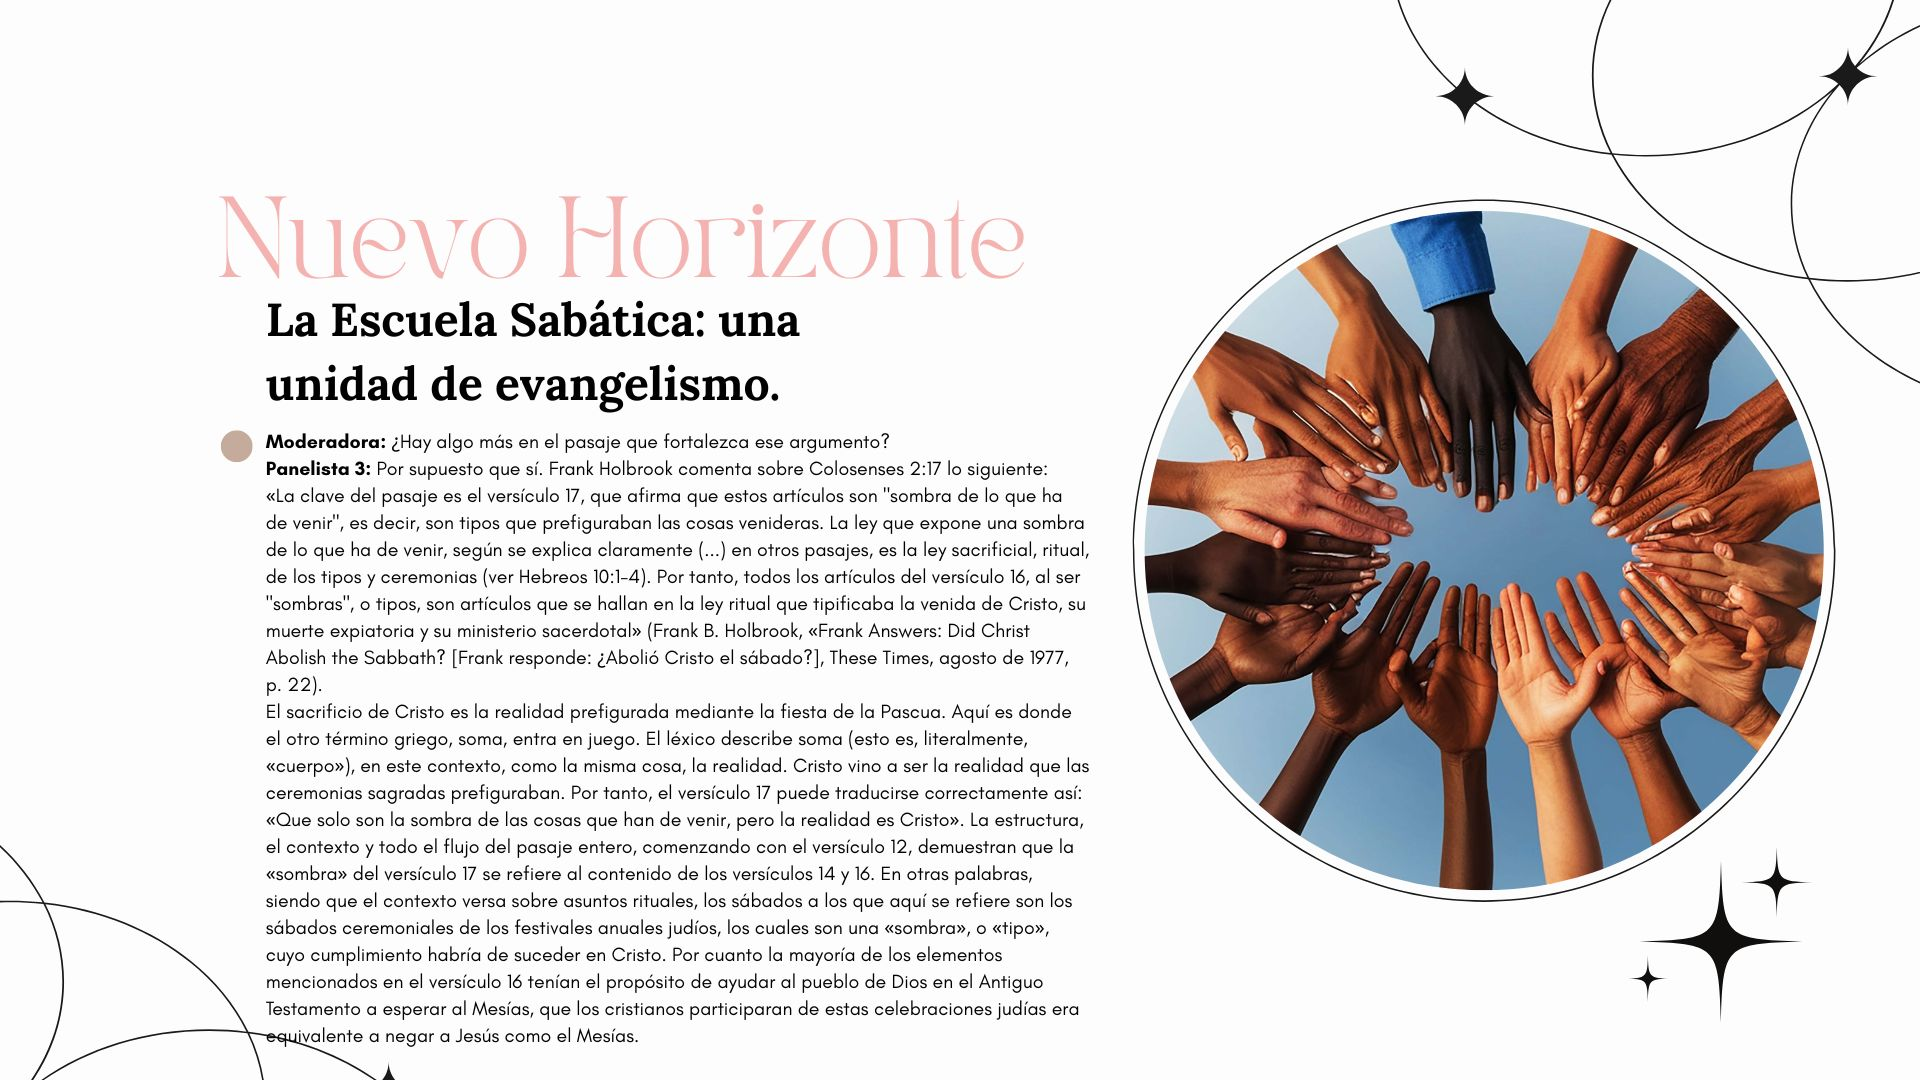 Nuevo Horizonte
La Escuela Sabática: una
unidad de evangelismo.
Moderadora: ¿Hay algo más en el pasaje que fortalezca ese argumento?
Panelista 3: Por supuesto que sí. Frank Holbrook comenta sobre Colosenses 2:17 lo siguiente:
«La clave del pasaje es el versículo 17, que afirma que estos artículos son "sombra de lo que ha
de venir", es decir, son tipos que prefiguraban las cosas venideras. La ley que expone una sombra
de lo que ha de venir, según se explica claramente (...) en otros pasajes, es la ley sacrificial, ritual,
de los tipos y ceremonias (ver Hebreos 10:1-4). Por tanto, todos los artículos del versículo 16, al ser
"sombras", o tipos, son artículos que se hallan en la ley ritual que tipificaba la venida de Cristo, su
muerte expiatoria y su ministerio sacerdotal» (Frank B. Holbrook, «Frank Answers: Did Christ
Abolish the Sabbath? [Frank responde: ¿Abolió Cristo el sábado?], These Times, agosto de 1977,
p. 22).
El sacrificio de Cristo es la realidad prefigurada mediante la fiesta de la Pascua. Aquí es donde
el otro término griego, soma, entra en juego. El léxico describe soma (esto es, literalmente,
«cuerpo»), en este contexto, como la misma cosa, la realidad. Cristo vino a ser la realidad que las
ceremonias sagradas prefiguraban. Por tanto, el versículo 17 puede traducirse correctamente así:
«Que solo son la sombra de las cosas que han de venir, pero la realidad es Cristo». La estructura,
el contexto y todo el flujo del pasaje entero, comenzando con el versículo 12, demuestran que la
«sombra» del versículo 17 se refiere al contenido de los versículos 14 y 16. En otras palabras,
siendo que el contexto versa sobre asuntos rituales, los sábados a los que aquí se refiere son los
sábados ceremoniales de los festivales anuales judíos, los cuales son una «sombra», o «tipo»,
cuyo cumplimiento habría de suceder en Cristo. Por cuanto la mayoría de los elementos
mencionados en el versículo 16 tenían el propósito de ayudar al pueblo de Dios en el Antiguo
Testamento a esperar al Mesías, que los cristianos participaran de estas celebraciones judías era
equivalente a negar a Jesús como el Mesías.